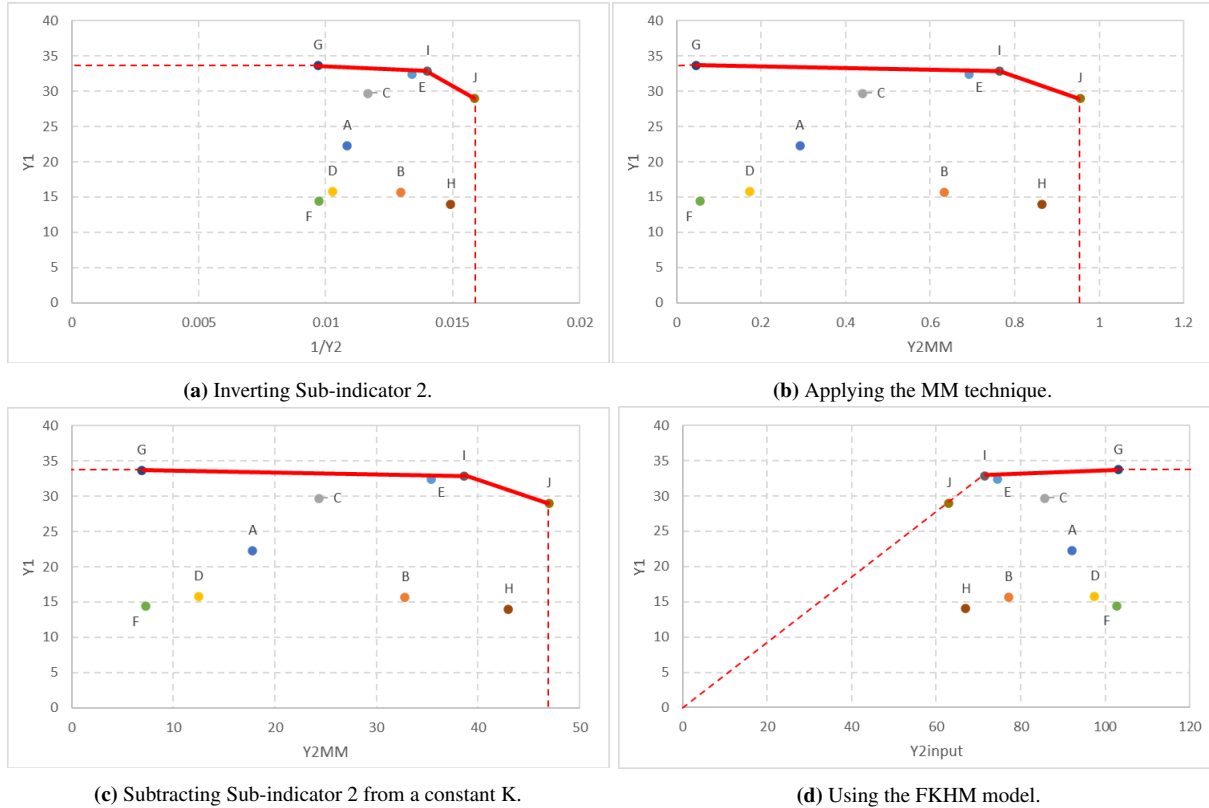 40
35
30
25
20
15
10
5
0
Y1
G
I
J
E
C
A
D
B
H
F
0
0.005
0.01
0.015
0.02
1/Y2
(a) Inverting Sub-indicator 2.
40
35
30
25
20
15
10
5
0
Y1
G
I
J
E
C
A
D
B
H
F
0
0.2
0.4
0.6
0.8
1
1.2
Y2MM
(b) Applying the MM technique.
40
35
30
25
20
15
10
5
0
Y1
G
I
J
E
C
A
D
B
H
F
0
10
20
30
40
50
Y2MM
(c) Subtracting Sub-indicator 2 from a constant K.
40
35
30
25
20
15
10
5
0
Y1
G
I
J
E
C
A
H
B
D
F
0
20
40
60
80
100
120
Y2input
(d) Using the FKHM model.